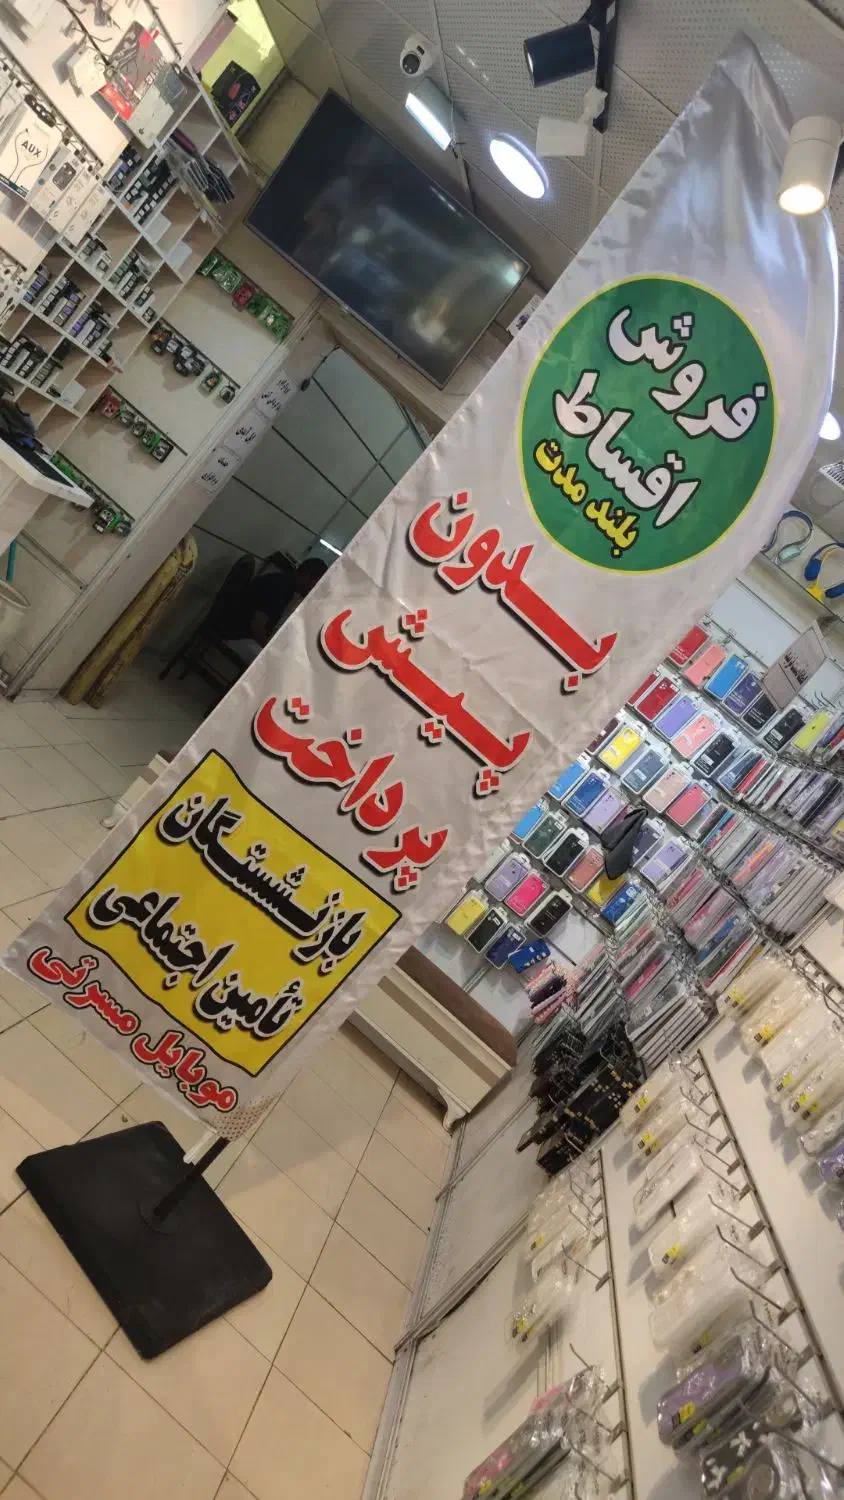 فروش
اقساط
بلند مدت
بدون
پیش
پرداخت
بازنشستگان
تأمین اجتماعی
موبایل مسرتی
AUX